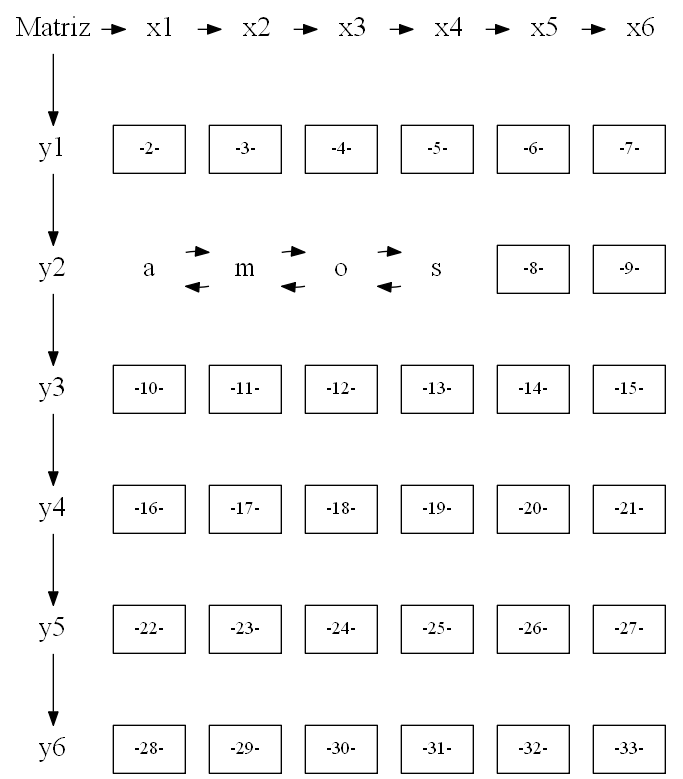 Matriz x1 x2 x3 x4 x5 x6
y1 -2- -3- -4- -5- -6- -7-
y2 a m o s -8- -9-
y3 -10- -11- -12- -13- -14- -15-
y4 -16- -17- -18- -19- -20- -21-
y5 -22- -23- -24- -25- -26- -27-
y6 -28- -29- -30- -31- -32- -33-